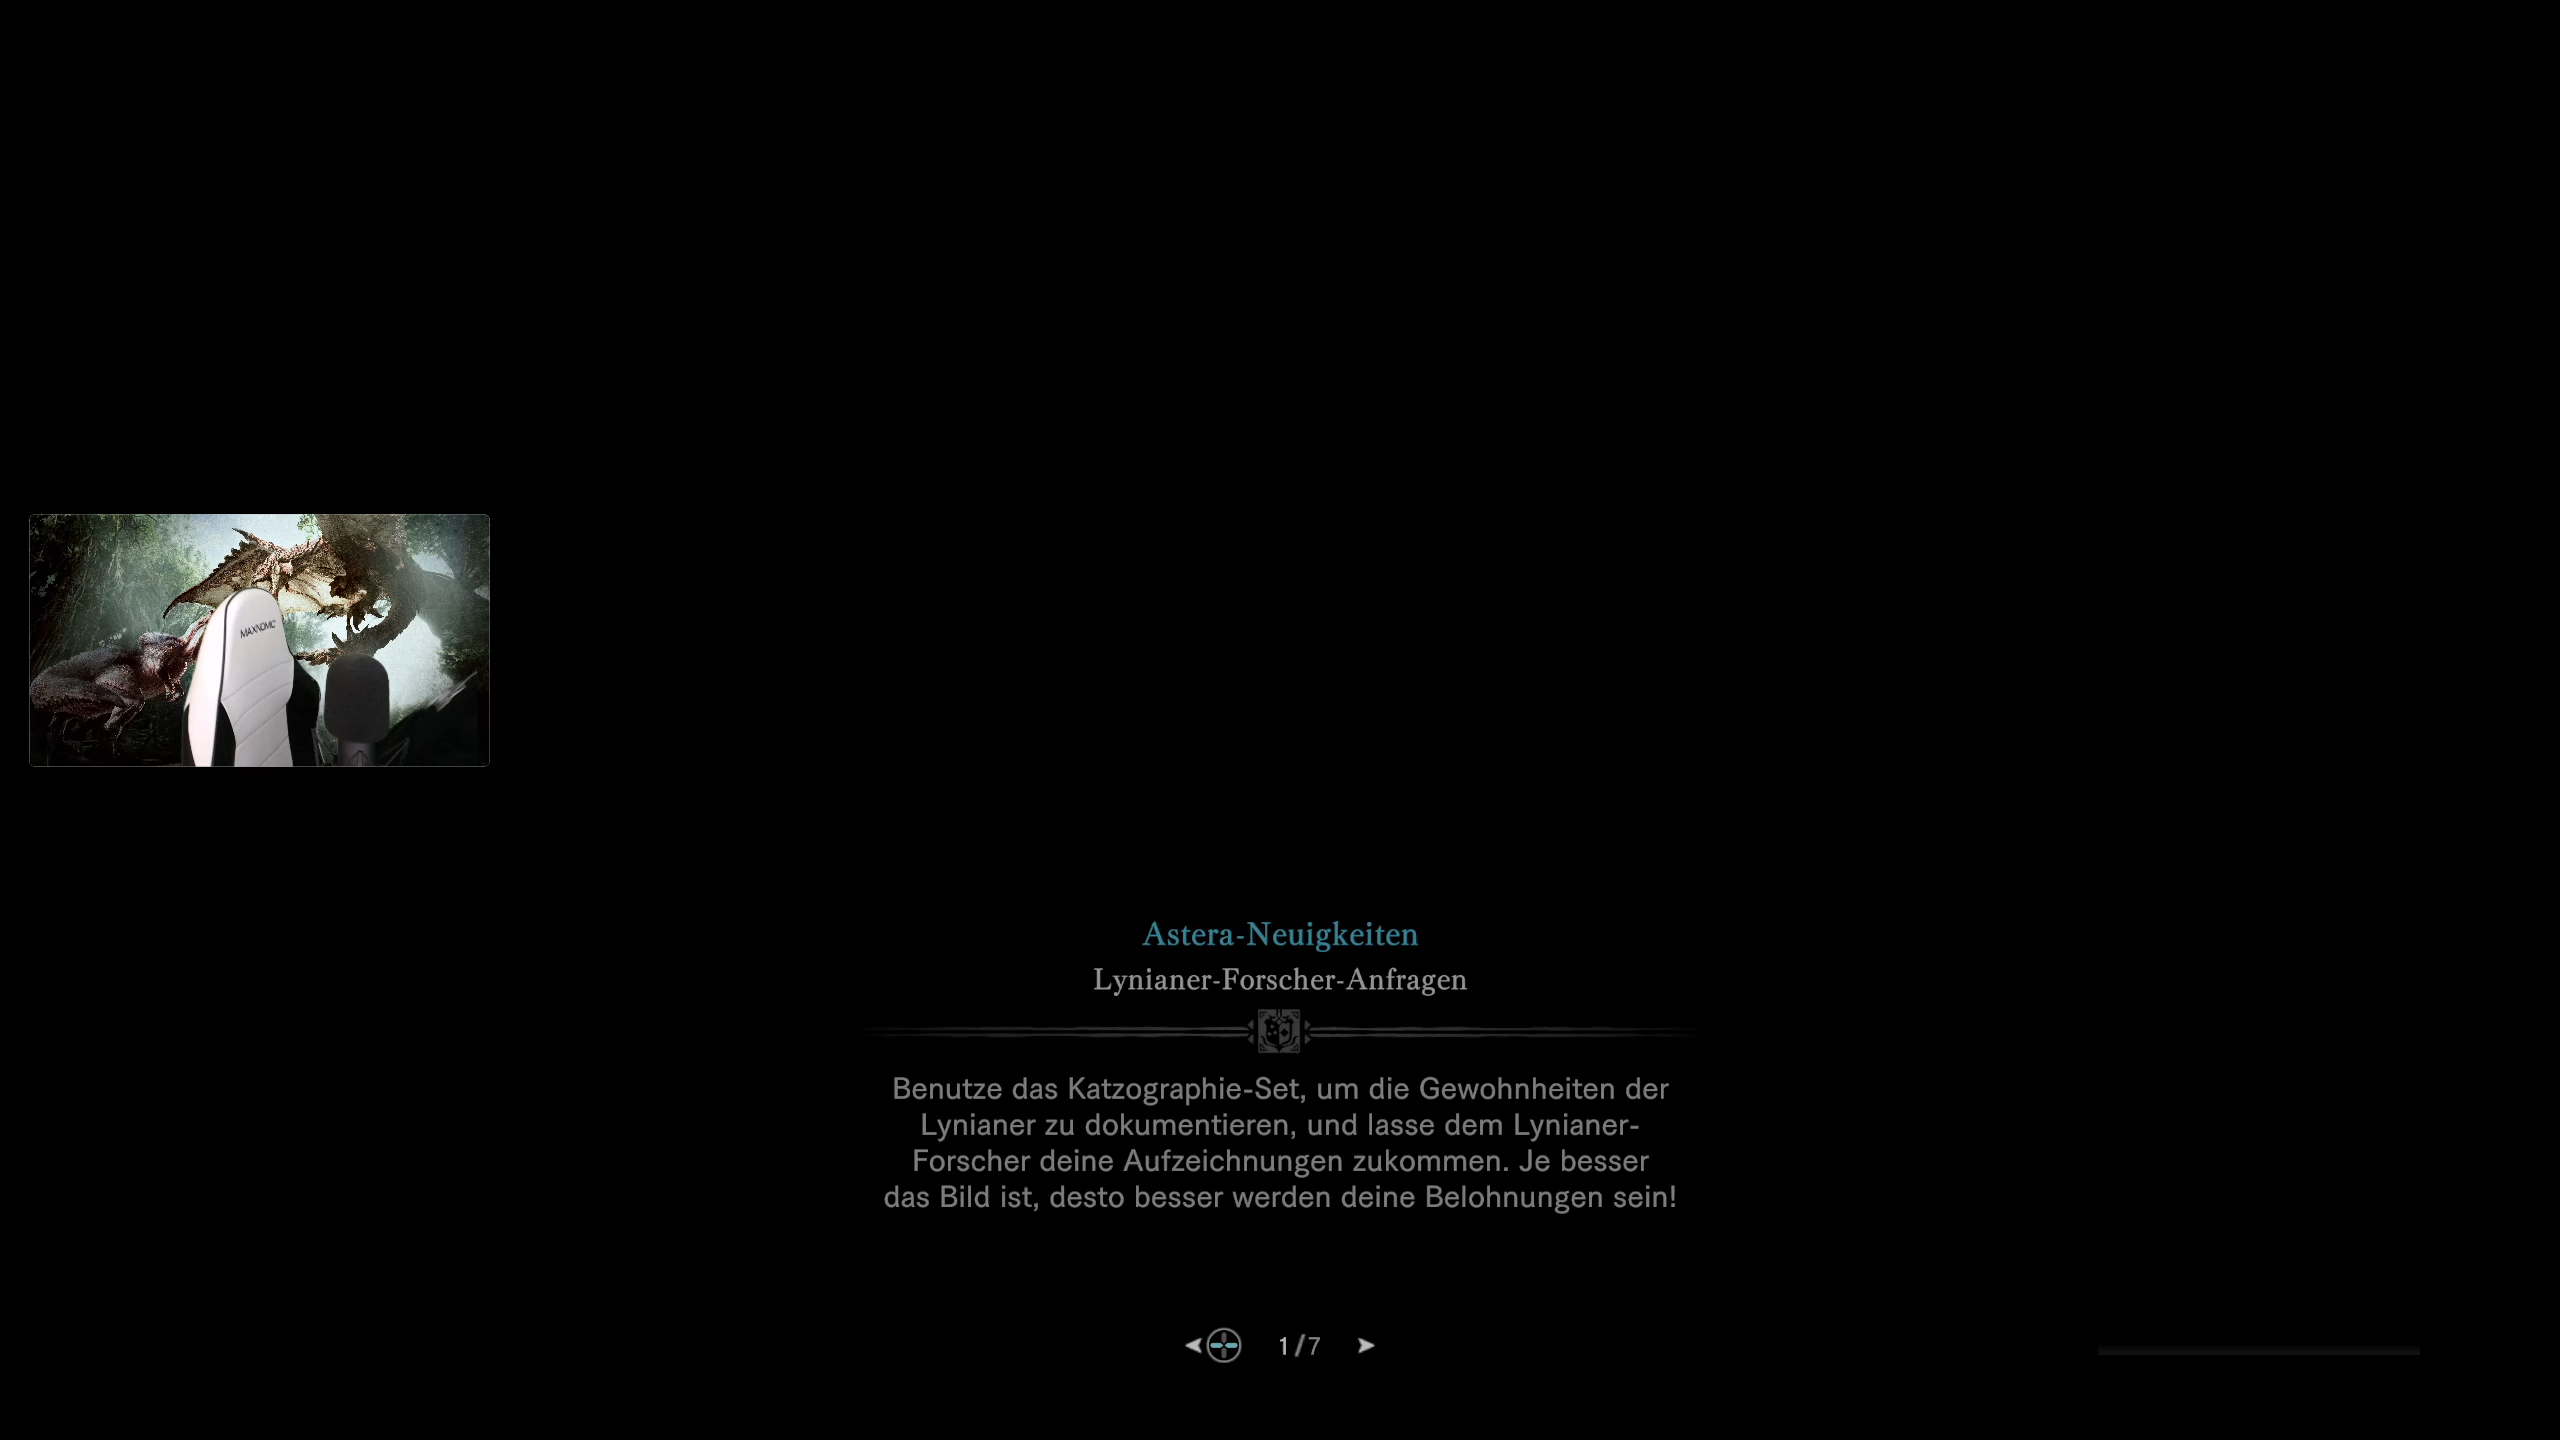 MAXNOMIC
Astera-Neuigkeiten
Lynianer-Forscher-Anfragen
Benutze das Katzographie-Set, um die Gewohnheiten der
Lynianer zu dokumentieren, und lasse dem Lynianer-
Forscher deine Aufzeichnungen zukommen. Je besser
das Bild ist, desto besser werden deine Belohnungen sein!
1/7